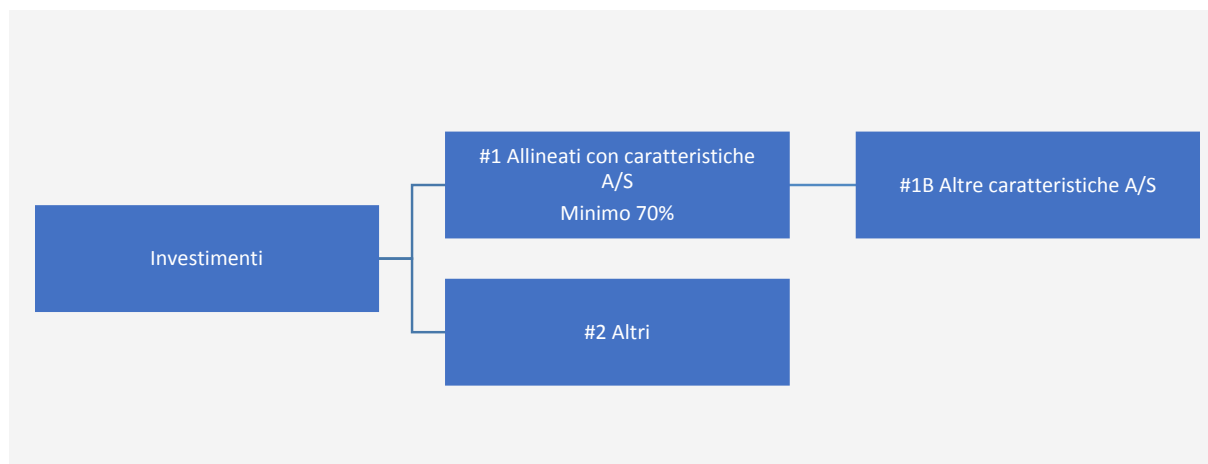 Investimenti
#1 Allineati con caratteristiche
A/S
Minimo 70%
#1B Altre caratteristiche A/S
#2 Altri